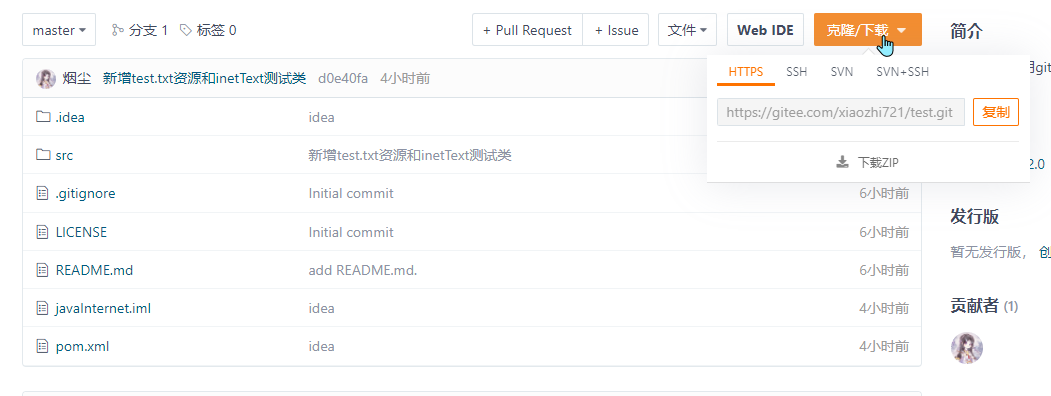 master 分支 1 标签 0 + Pull Request + Issue 文件 Web IDE 克隆/下载 简介
HTTPS SSH SVN SVN+SSH
烟尘 新增test.txt资源和inetText测试类 d0e40fa 4小时前
https://gitee.com/xiaozhi721/test.git 复制
.idea idea
src 新增test.txt资源和inetText测试类
下载ZIP
2.0
.gitignore Initial commit 6小时前
发行版
LICENSE Initial commit 6小时前
暂无发行版，创
README.md add README.md. 6小时前
javaInternet.iml idea 4小时前
贡献者 (1)
pom.xml idea 4小时前